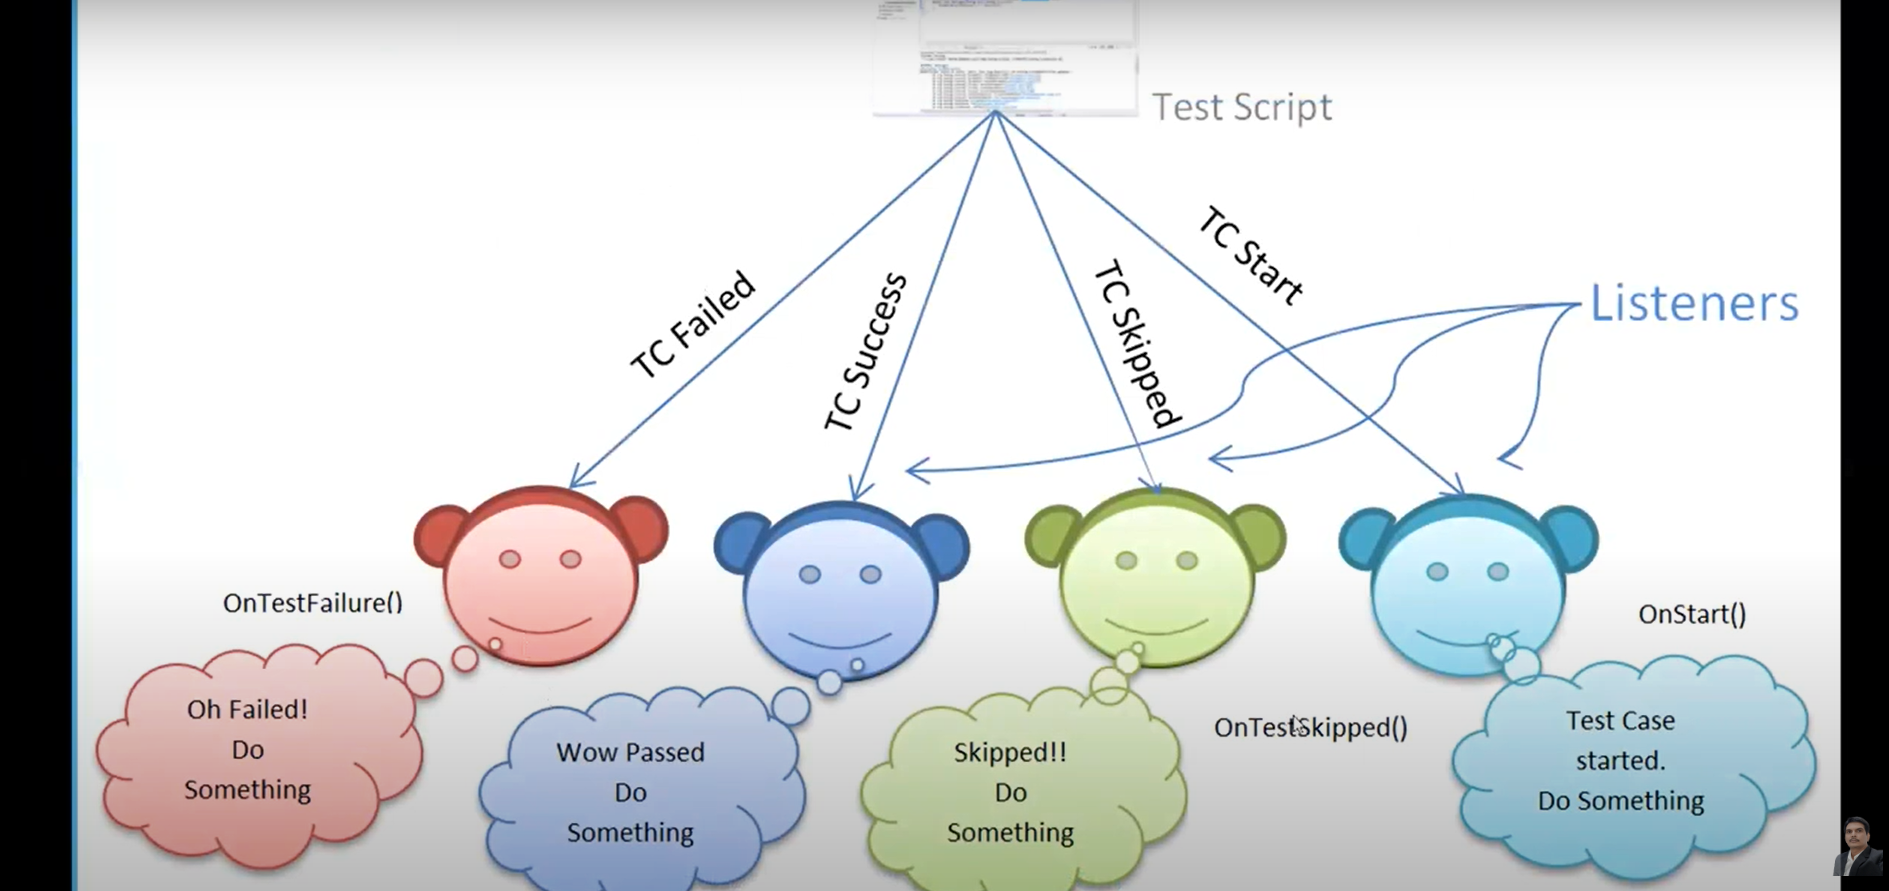 Test Script
TC Failed
TC Success
TC Skipped
TC Start
Listeners
OnTestFailure()
OnStart()
Oh Failed!
Do
Something
Wow Passed
Do
Something
Skipped!!
Do
Something
OnTestSkipped()
Test Case
started.
Do Something